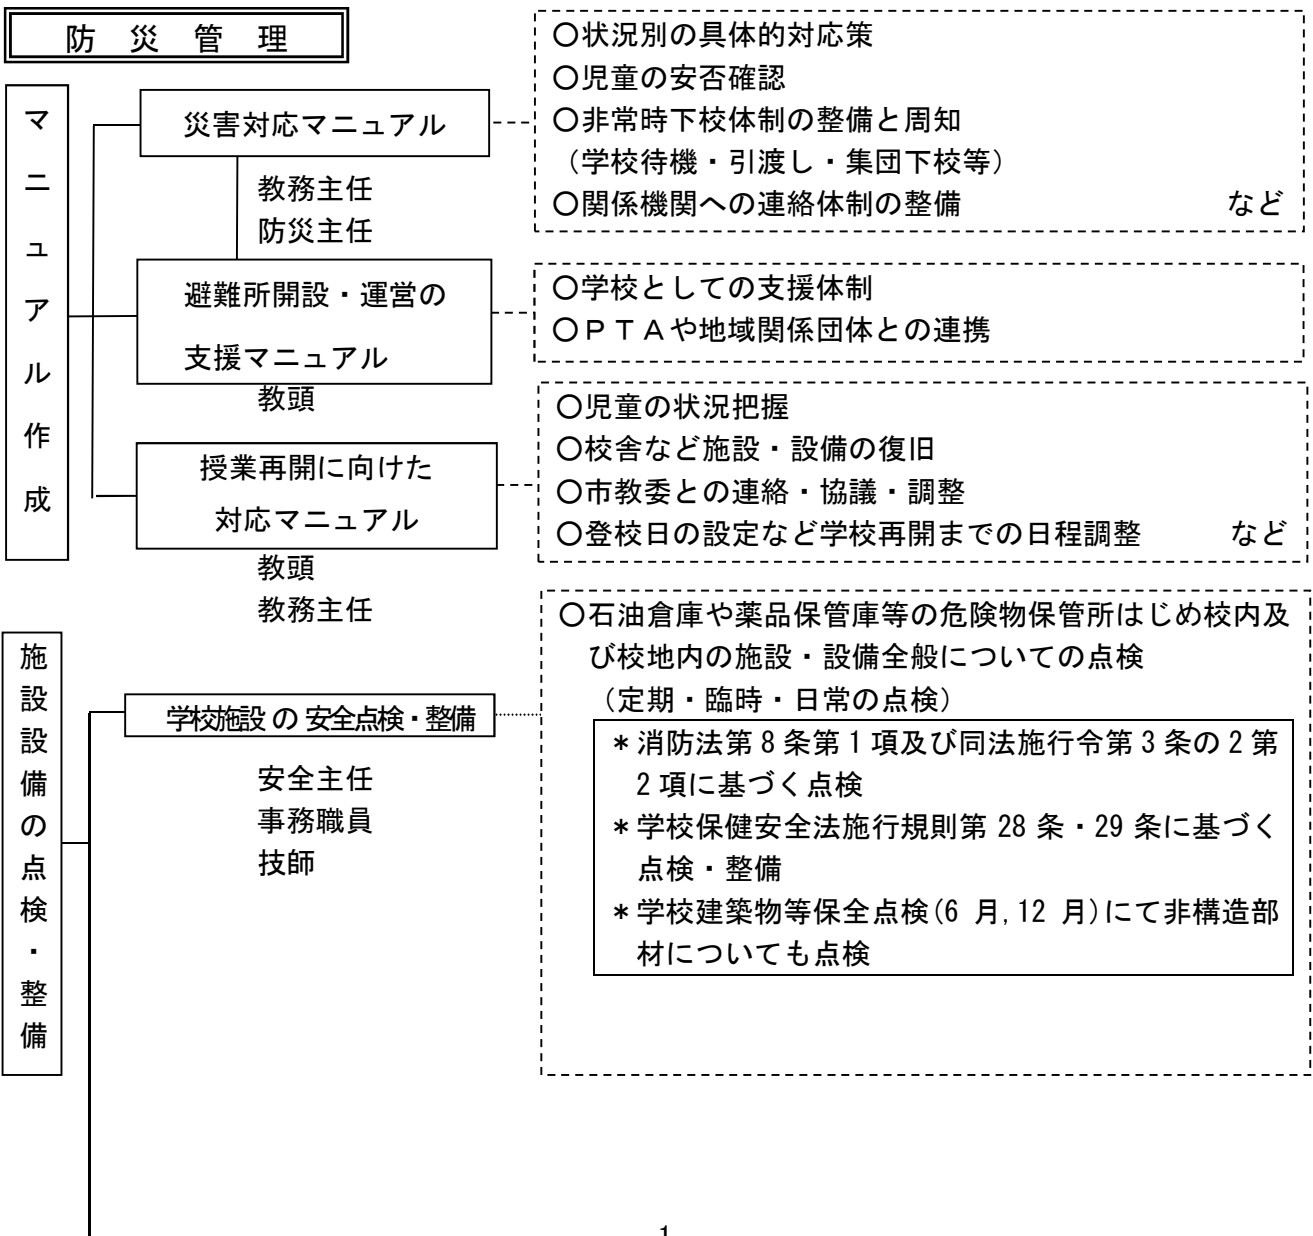 防 災 管 理
マニュアル作成
災害対応マニュアル
教務主任
防災主任
〇状況別の具体的対応策
〇児童の安否確認
〇非常時下校体制の整備と周知
（学校待機・引渡し・集団下校等）
〇関係機関への連絡体制の整備 など
避難所開設・運営の
支援マニュアル
教頭
〇学校としての支援体制
〇ＰＴＡや地域関係団体との連携
授業再開に向けた
対応マニュアル
教頭
教務主任
〇児童の状況把握
〇校舎など施設・設備の復旧
〇市教委との連絡・協議・調整
〇登校日の設定など学校再開までの日程調整 など
施設設備の点検・整備
学校施設の安全点検・整備
安全主任
事務職員
技師
〇石油倉庫や薬品保管庫等の危険物保管所はじめ校内及
び校地内の施設・設備全般についての点検
（定期・臨時・日常の点検）
＊消防法第 8 条第 1 項及び同法施行令第 3 条の 2 第
2 項に基づく点検
＊学校保健安全法施行規則第 28 条・29 条に基づく
点検・整備
＊学校建築物等保全点検(6 月,12 月)にて非構造部
材についても点検
1